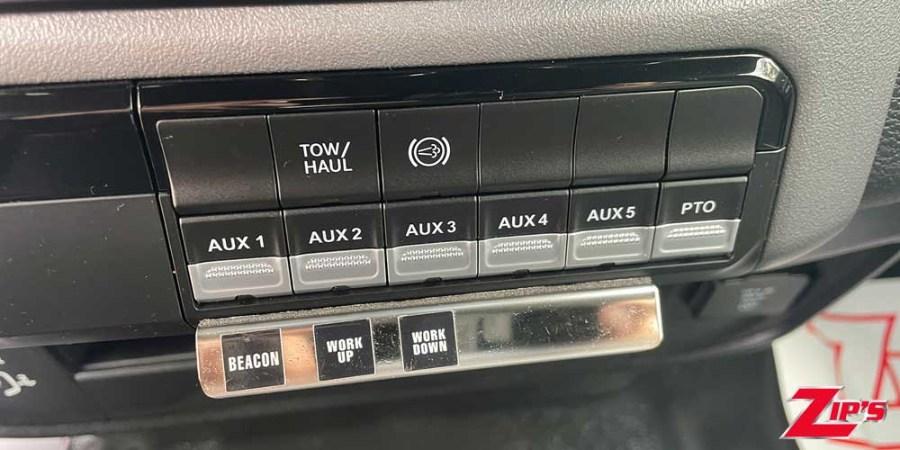 TOW/
HAUL
AUX 1 AUX 2 AUX 3 AUX 4 AUX 5 PTO
BEACON
WORK
UP
WORK
DOWN
ZIP'S